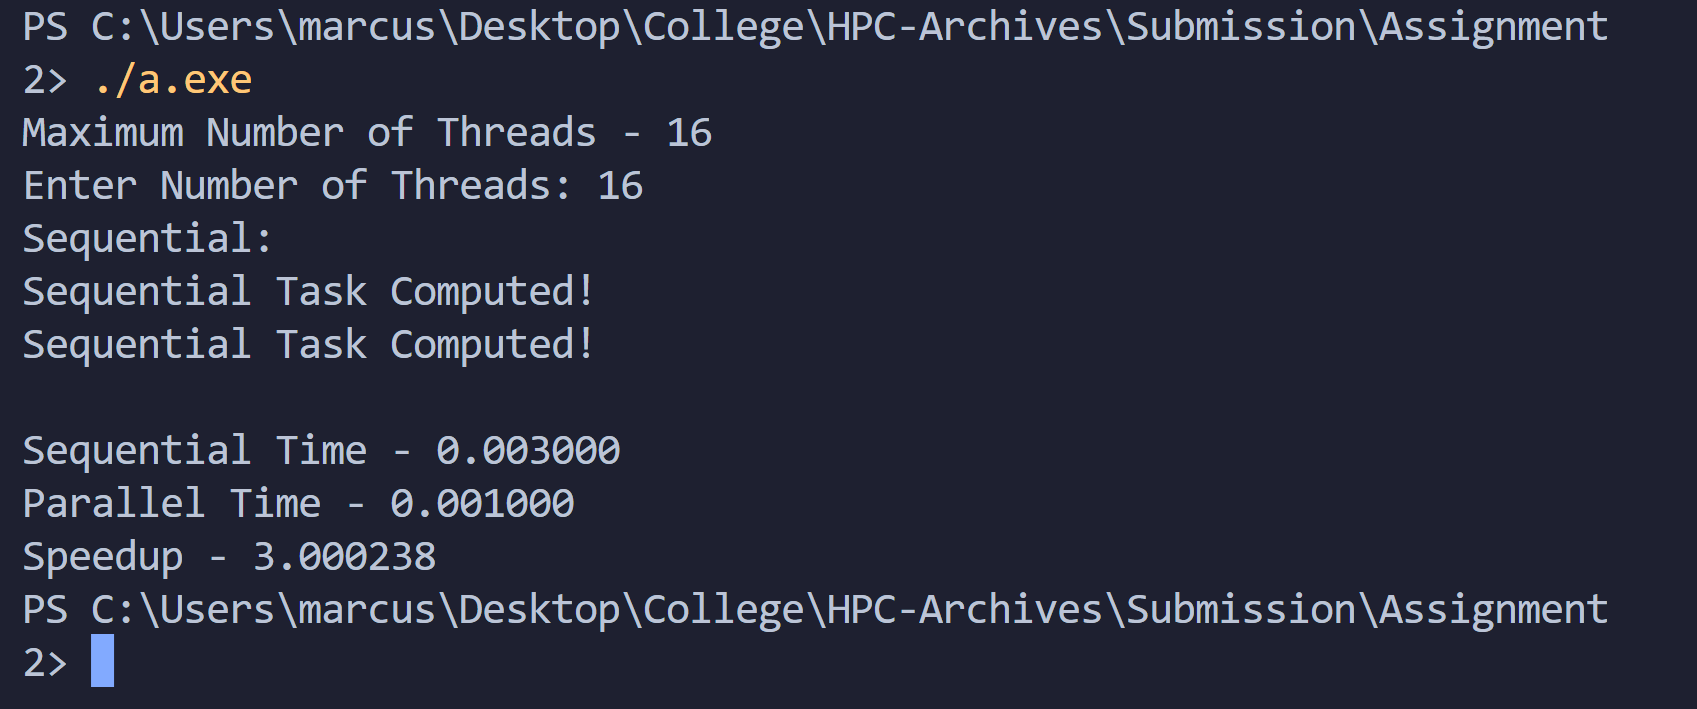 PS C:\Users\marcus\Desktop\College\HPC-Archives\Submission\Assignment
2> ./a.exe
Maximum Number of Threads - 16
Enter Number of Threads: 16
Sequential:
Sequential Task Computed!
Sequential Task Computed!

Sequential Time - 0.003000
Parallel Time - 0.001000
Speedup - 3.000238
PS C:\Users\marcus\Desktop\College\HPC-Archives\Submission\Assignment
2>